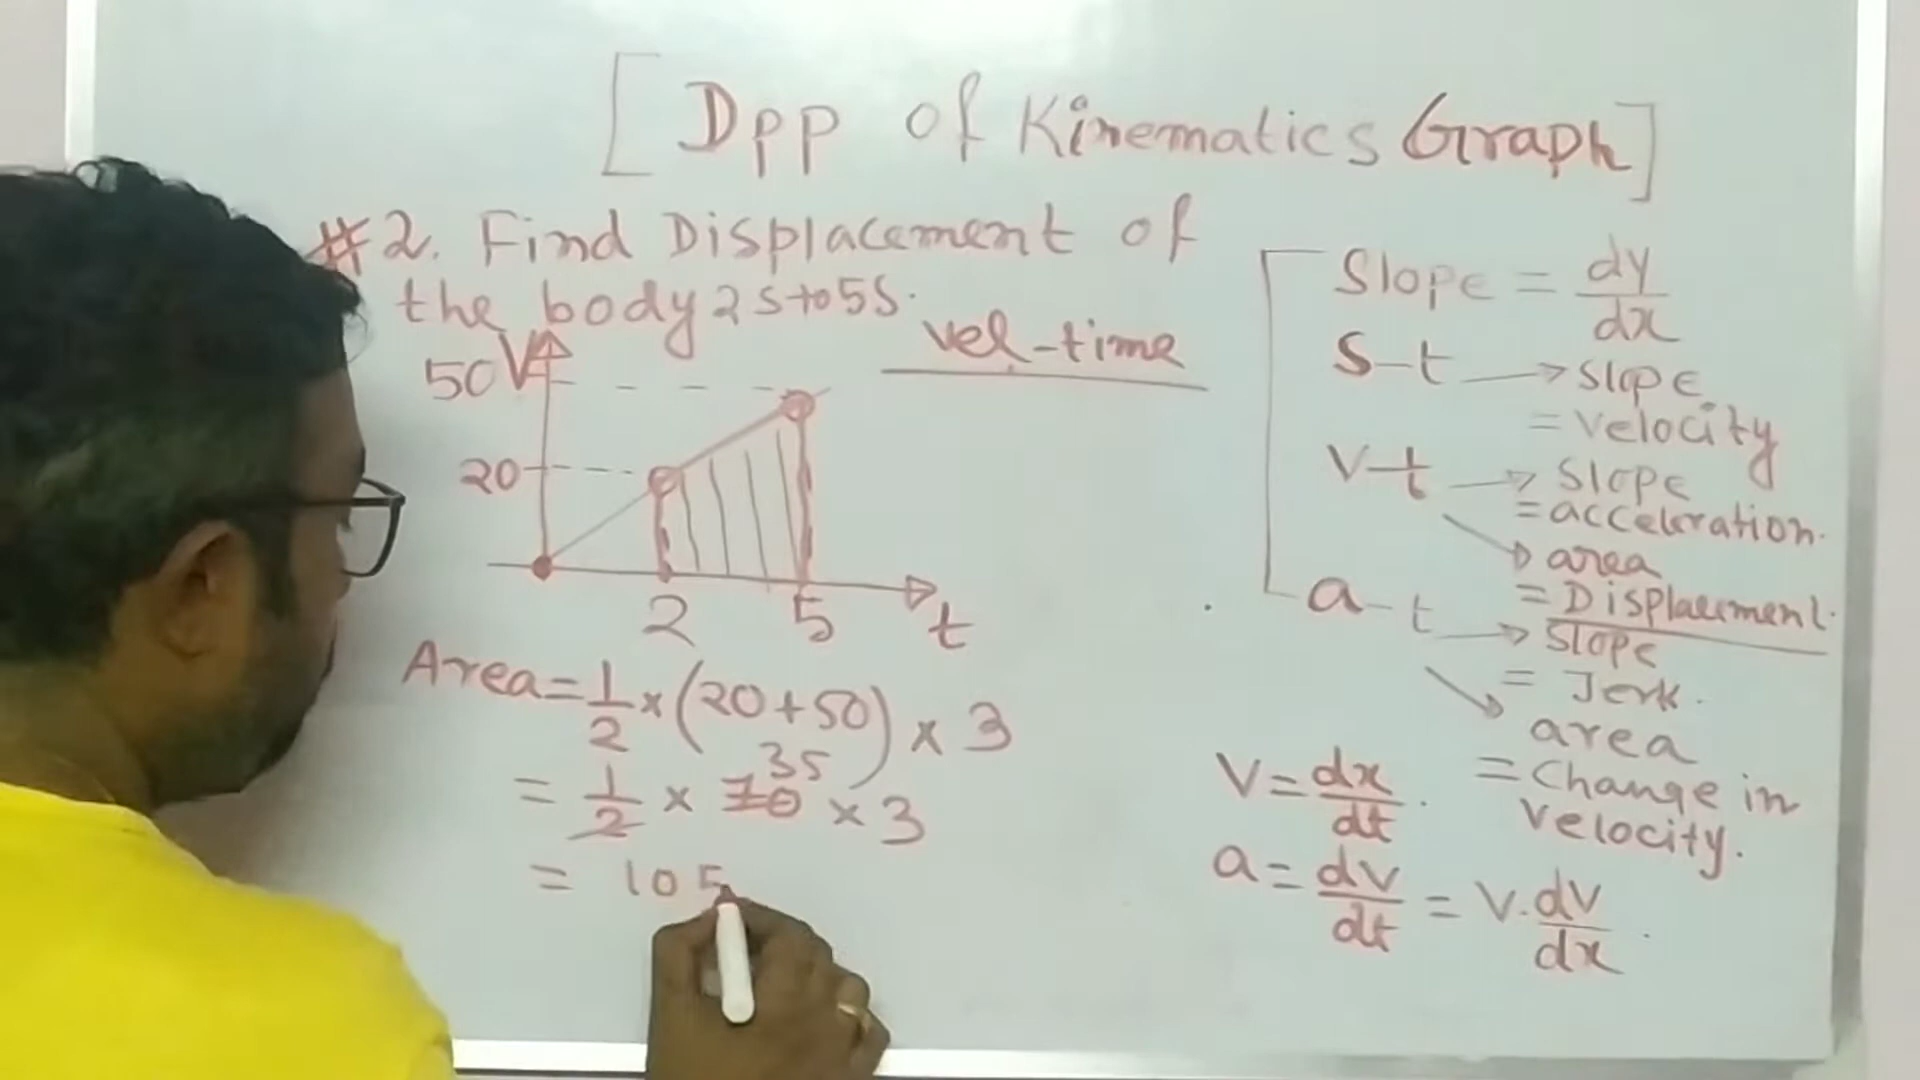 [Dpp of Kinematics Graph]
#2. Find Displacement of
the body 2s to 5s.
vel-time
50 V
20
2 5 t
Area = 1/2 × (20+50) × 3
= 1/2 × 70 35 × 3
= 105
Slope = dy/dx
S-t → Slope
= velocity
v-t → Slope
= acceleration.
→ area
= Displacement.
a-t → Slope
= Jerk.
→ area
= Change in
velocity.
V = dx/dt.
a = dv/dt = v.dv/dx.